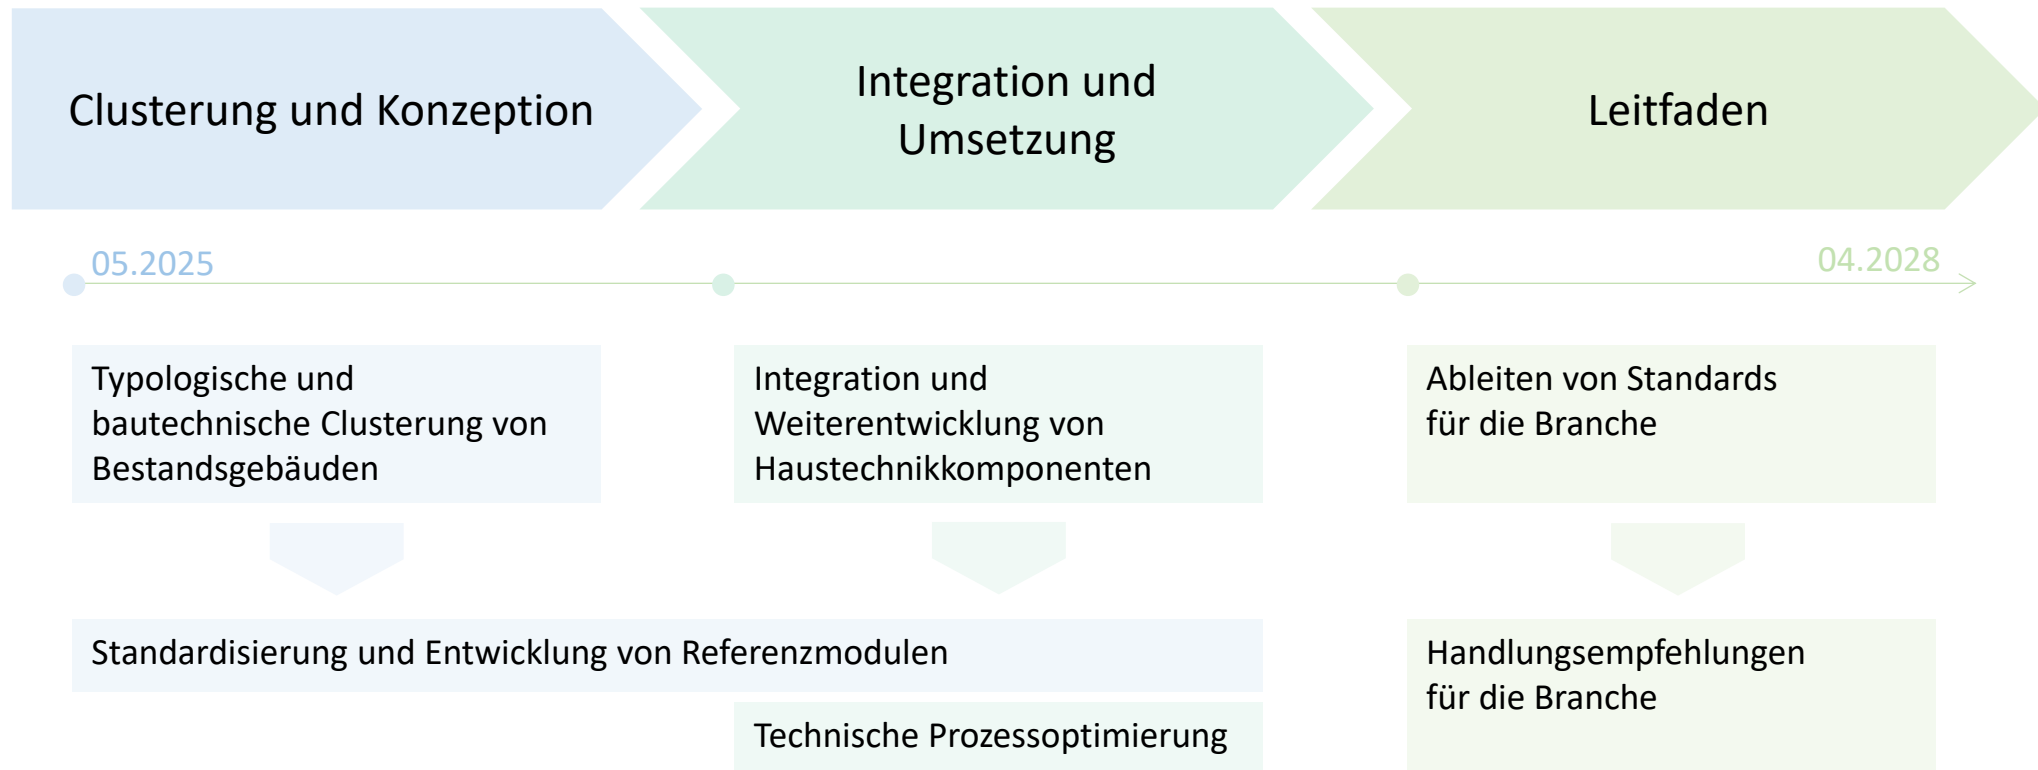 Clusterung und Konzeption
Integration und
Umsetzung
Leitfaden
05.2025
04.2028
Typologische und
bautechnische Clusterung von
Bestandsgebäuden
Integration und
Weiterentwicklung von
Haustechnikkomponenten
Ableiten von Standards
für die Branche
Standardisierung und Entwicklung von Referenzmodulen
Technische Prozessoptimierung
Handlungsempfehlungen
für die Branche